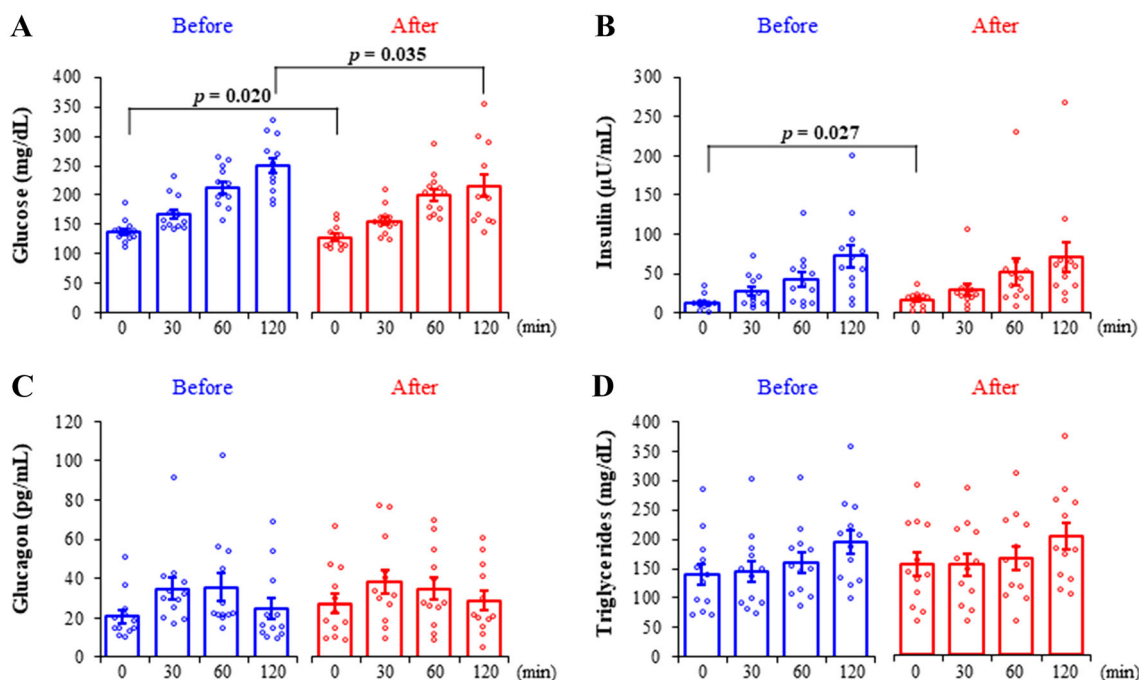 A
Before
After
Glucose (mg/dL)
400
350
300
250
200
150
100
50
0
p = 0.020
p = 0.035
0 30 60 120 0 30 60 120 (min)
B
Before
After
Insulin (μU/mL)
300
250
200
150
100
50
0
p = 0.027
0 30 60 120 0 30 60 120 (min)
C
Before
After
Glucagon (pg/mL)
120
100
80
60
40
20
0
0 30 60 120 0 30 60 120 (min)
D
Before
After
Triglycerides (mg/dL)
400
350
300
250
200
150
100
50
0
0 30 60 120 0 30 60 120 (min)